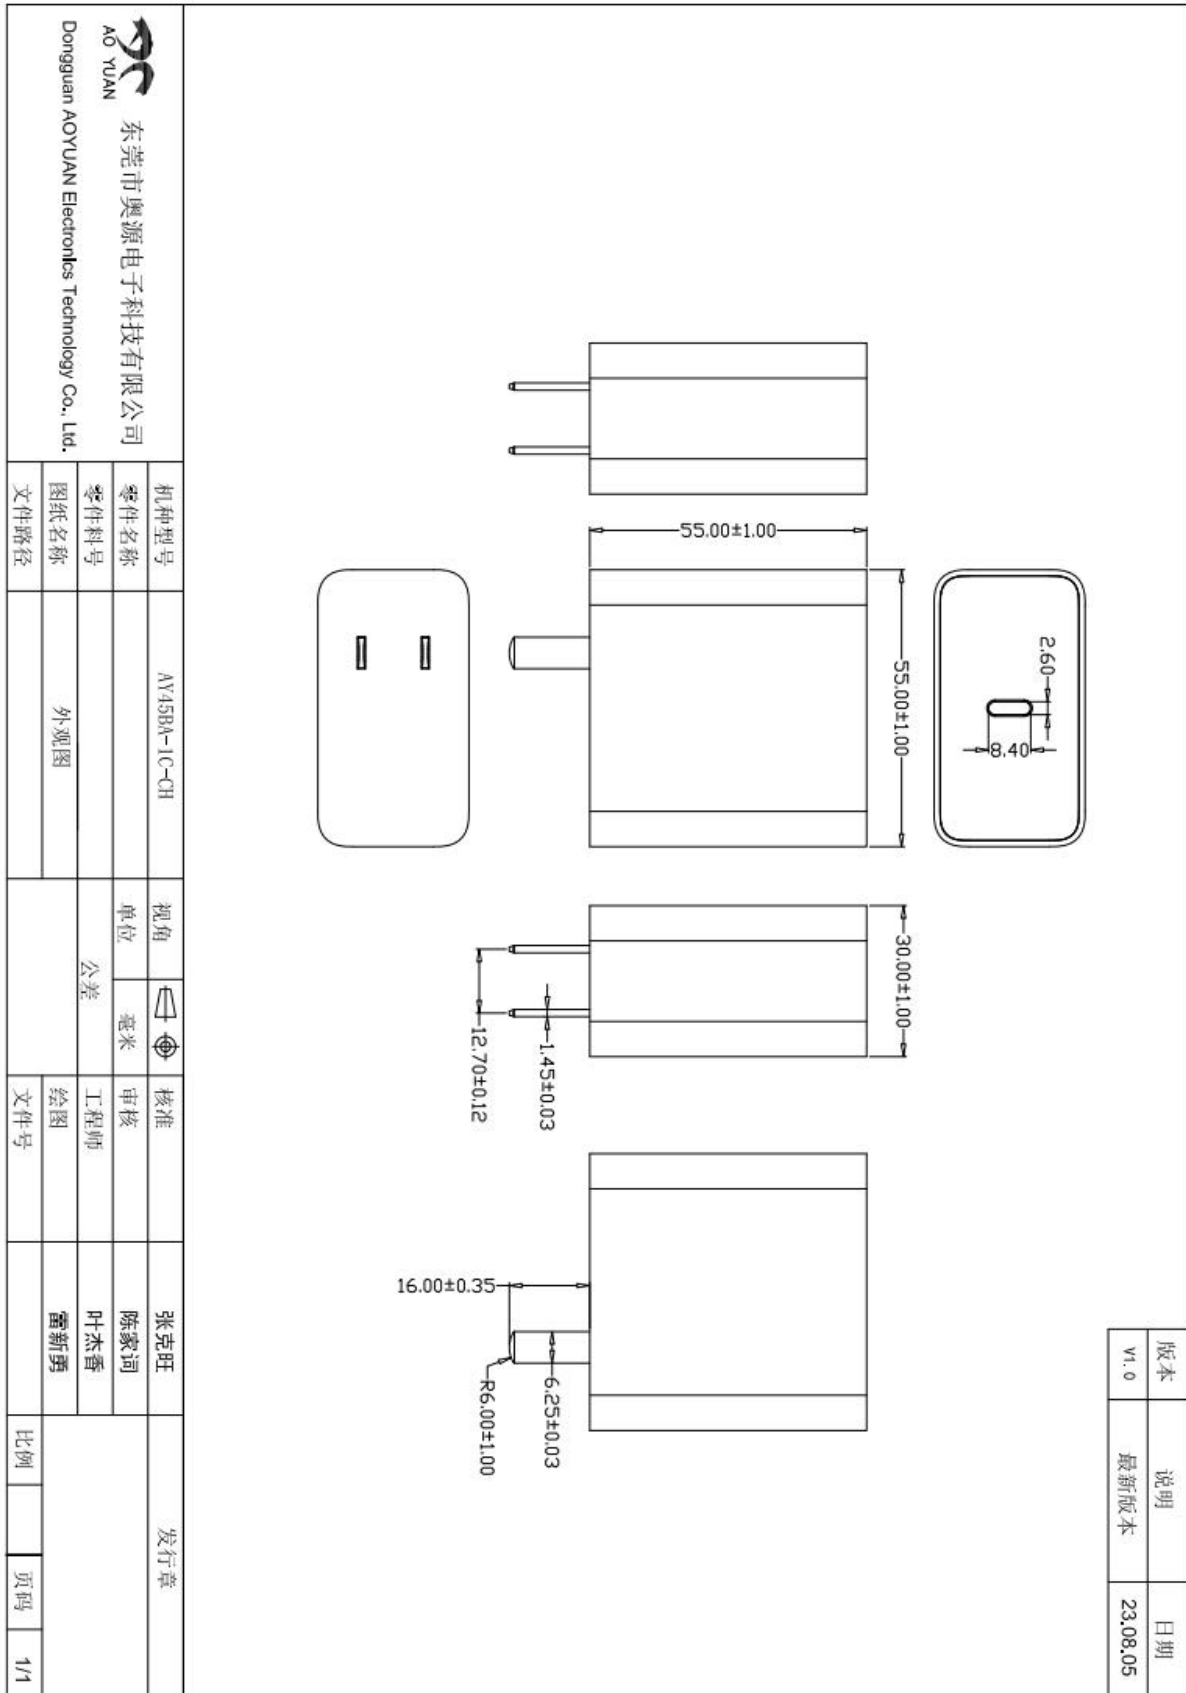 版本 说明 日期
V1.0 最新版本 23.08.05
2.60
8.40
55.00±1.00
55.00±1.00
30.00±1.00
1.45±0.03
12.70±0.12
16.00±0.35
6.25±0.03
R6.00±1.00
AO YUAN
东莞市奥源电子科技有限公司
Dongguan AOYUAN Electronics Technology Co., Ltd.
机种型号 AY45BA-1C-CH 视角 核准 张克旺 发行章
零件名称 单位 毫米 审核 陈家词
零件料号 公差 工程师 叶杰香
图纸名称 外观图 绘图 雷新勇
文件路径 文件号 比例 页码 1/1